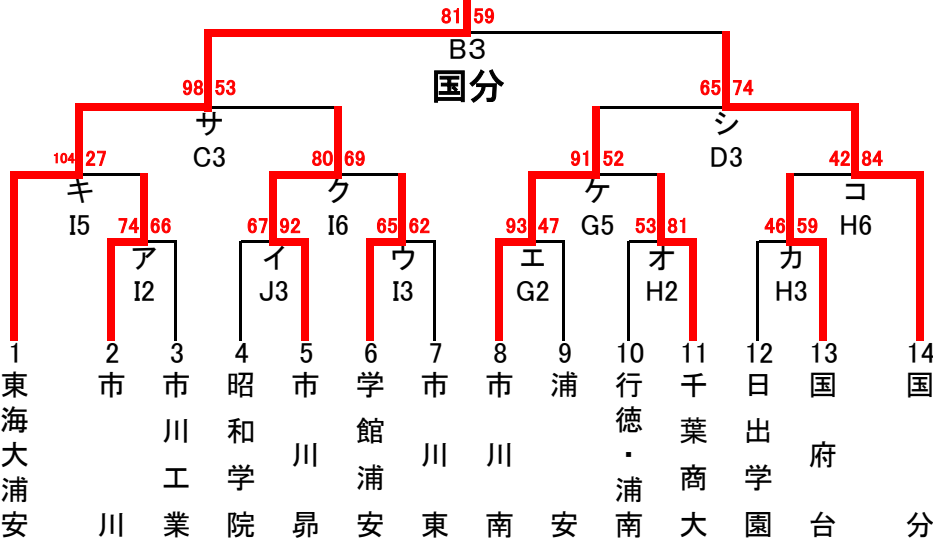 81 59
B3
国分
98 53
65 74
サ
シ
C3
D3
104 27
80 69
91 52
42 84
キ
ク
ケ
コ
I5
I6
G5
H6
74 66
67 92
65 62
93 47
53 81
46 59
ア
イ
ウ
エ
オ
カ
I2
J3
I3
G2
H2
H3
1
2
3
4
5
6
7
8
9
10
11
12
13
14
東海大浦安
市川
市川工業
昭和学院
市川昴
学館浦安
市川東
市川南
浦安
行徳・浦南
千葉商大
日出学園
国府台
国分